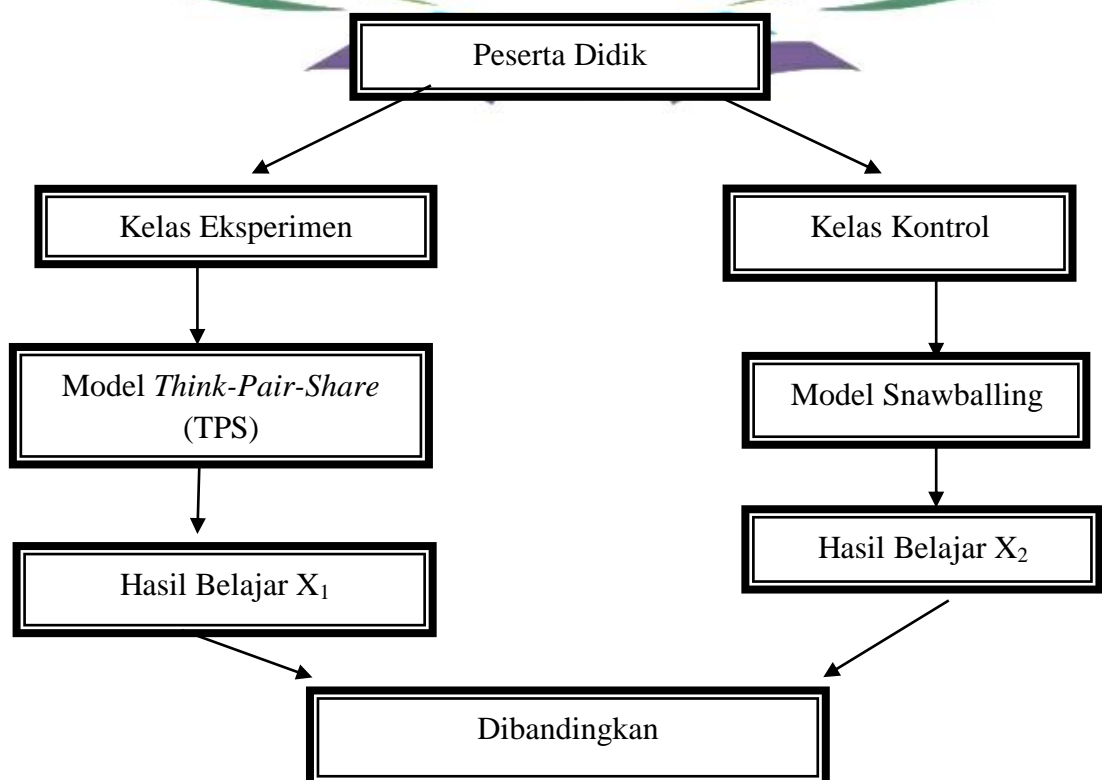 Peserta Didik
Kelas Eksperimen
Kelas Kontrol
Model Think-Pair-Share
(TPS)
Model Snawballing
Hasil Belajar X₁
Hasil Belajar X₂
Dibandingkan